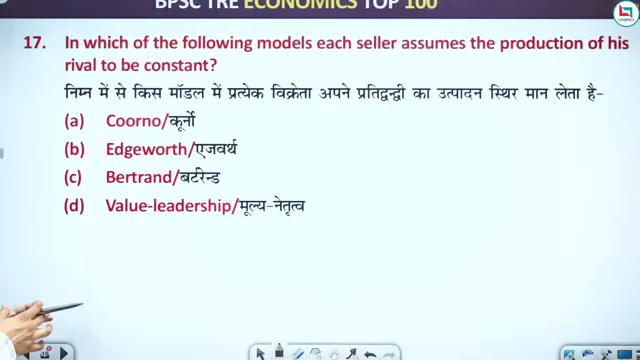 BPSC TRE ECONOMICS TOP 100
17. In which of the following models each seller assumes the production of his
rival to be constant?
निम्न में से किस मॉडल में प्रत्येक विक्रेता अपने प्रतिद्वन्द्वी का उत्पादन स्थिर मान लेता है-
(a) Coorno/कूर्नो
(b) Edgeworth/एजवर्थ
(c) Bertrand/बर्टरेन्ड
(d) Value-leadership/मूल्य-नेतृत्व